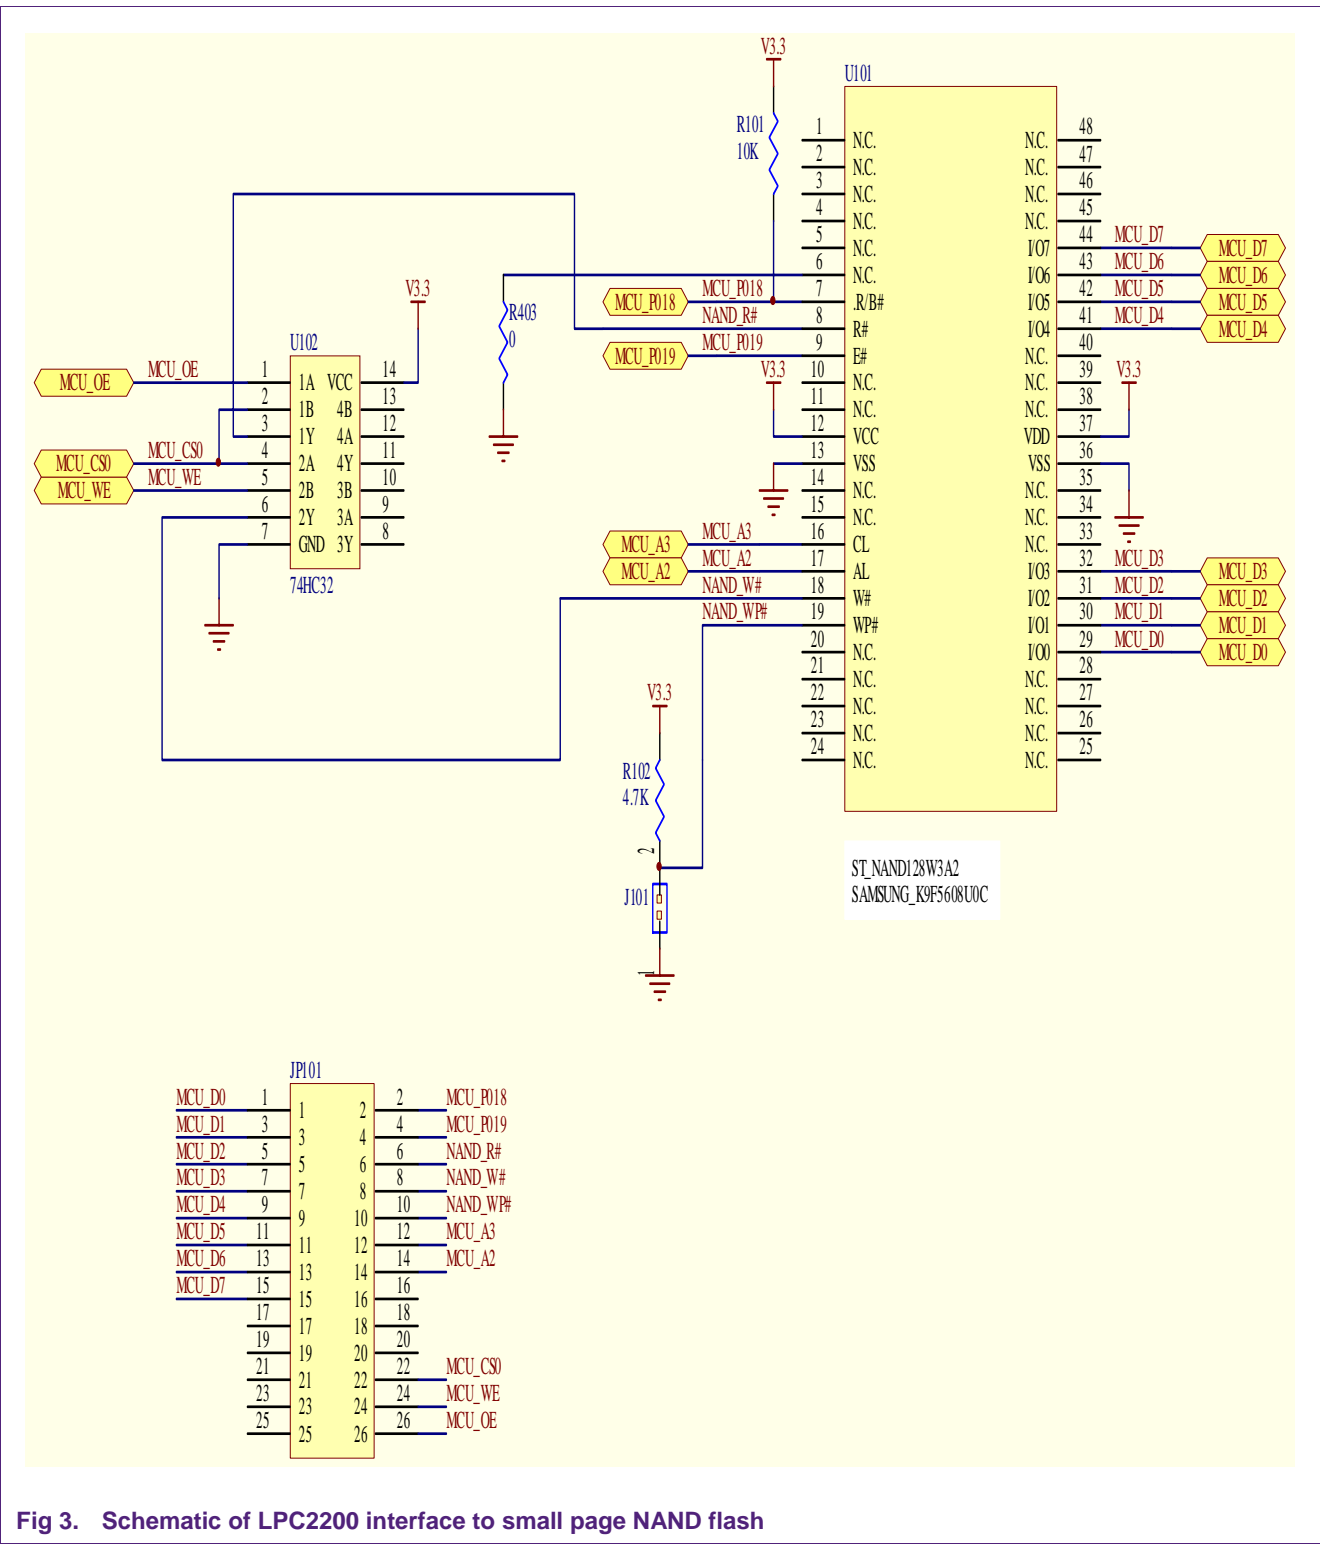 V3.3
U101
R101
10K
1 N.C. N.C. 48
2 N.C. N.C. 47
3 N.C. N.C. 46
4 N.C. N.C. 45
5 N.C. I/O7 44 MCU_D7 MCU_D7
6 N.C. I/O6 43 MCU_D6 MCU_D6
MCU_P018 MCU_P018 7 .R/B# I/O5 42 MCU_D5 MCU_D5
NAND_R# 8 R# I/O4 41 MCU_D4 MCU_D4
MCU_P019 MCU_P019 9 E# N.C. 40
V3.3 10 N.C. N.C. 39 V3.3
11 N.C. N.C. 38
12 VCC VDD 37
13 VSS VSS 36
14 N.C. N.C. 35
15 N.C. N.C. 34
MCU_A3 MCU_A3 16 CL N.C. 33
MCU_A2 MCU_A2 17 AL I/O3 32 MCU_D3 MCU_D3
NAND_W# 18 W# I/O2 31 MCU_D2 MCU_D2
NAND_WP# 19 WP# I/O1 30 MCU_D1 MCU_D1
20 N.C. I/O0 29 MCU_D0 MCU_D0
21 N.C. N.C. 28
22 N.C. N.C. 27
23 N.C. N.C. 26
24 N.C. N.C. 25
ST_NAND128W3A2
SAMSUNG_K9F5608U0C
R403
0
V3.3
U102
MCU_OE MCU_OE 1 1A VCC 14
2 1B 4B 13
3 1Y 4A 12
MCU_CS0 MCU_CS0 4 2A 4Y 11
MCU_WE MCU_WE 5 2B 3B 10
6 2Y 3A 9
7 GND 3Y 8
74HC32
V3.3
R102
4.7K
2
J101
1
JP101
MCU_D0 1 1 2 2 MCU_P018
MCU_D1 3 3 4 4 MCU_P019
MCU_D2 5 5 6 6 NAND_R#
MCU_D3 7 7 8 8 NAND_W#
MCU_D4 9 9 10 10 NAND_WP#
MCU_D5 11 11 12 12 MCU_A3
MCU_D6 13 13 14 14 MCU_A2
MCU_D7 15 15 16 16
17 17 18 18
19 19 20 20
21 21 22 22 MCU_CS0
23 23 24 24 MCU_WE
25 25 26 26 MCU_OE
Fig 3. Schematic of LPC2200 interface to small page NAND flash